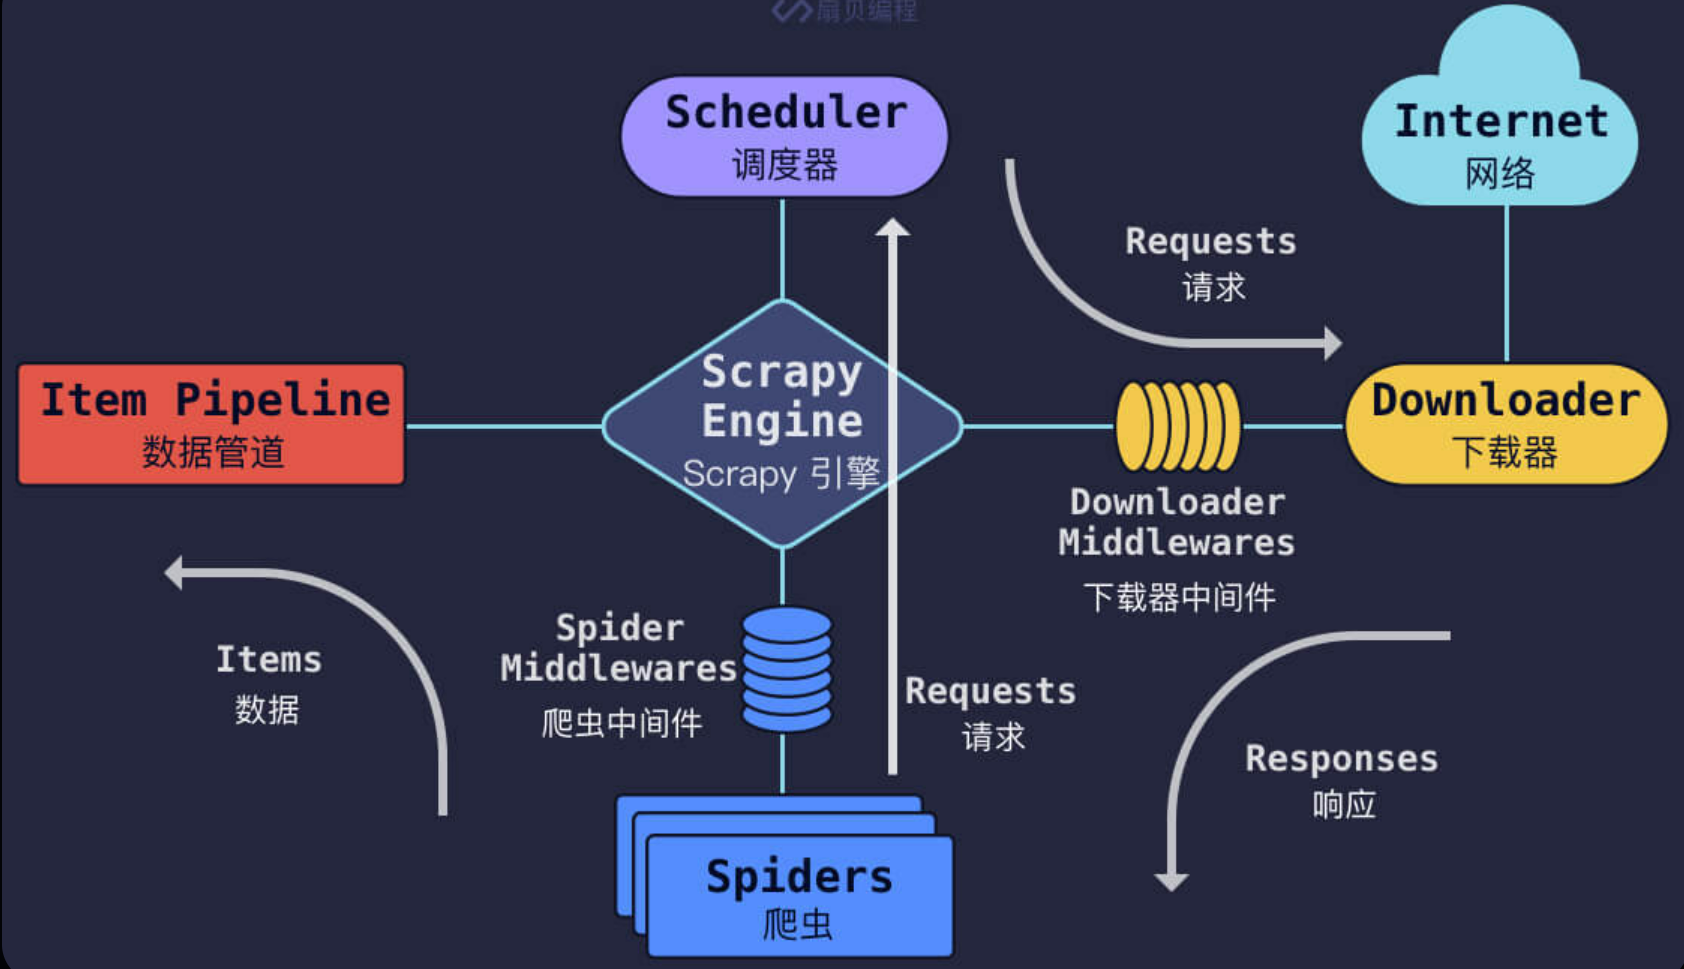 扇贝编程
Scheduler
调度器
Internet
网络
Requests
请求
Item Pipeline
数据管道
Scrapy
Engine
Scrapy 引擎
Downloader
下载器
Downloader
Middlewares
下载器中间件
Items
数据
Spider
Middlewares
爬虫中间件
Requests
请求
Responses
响应
Spiders
爬虫